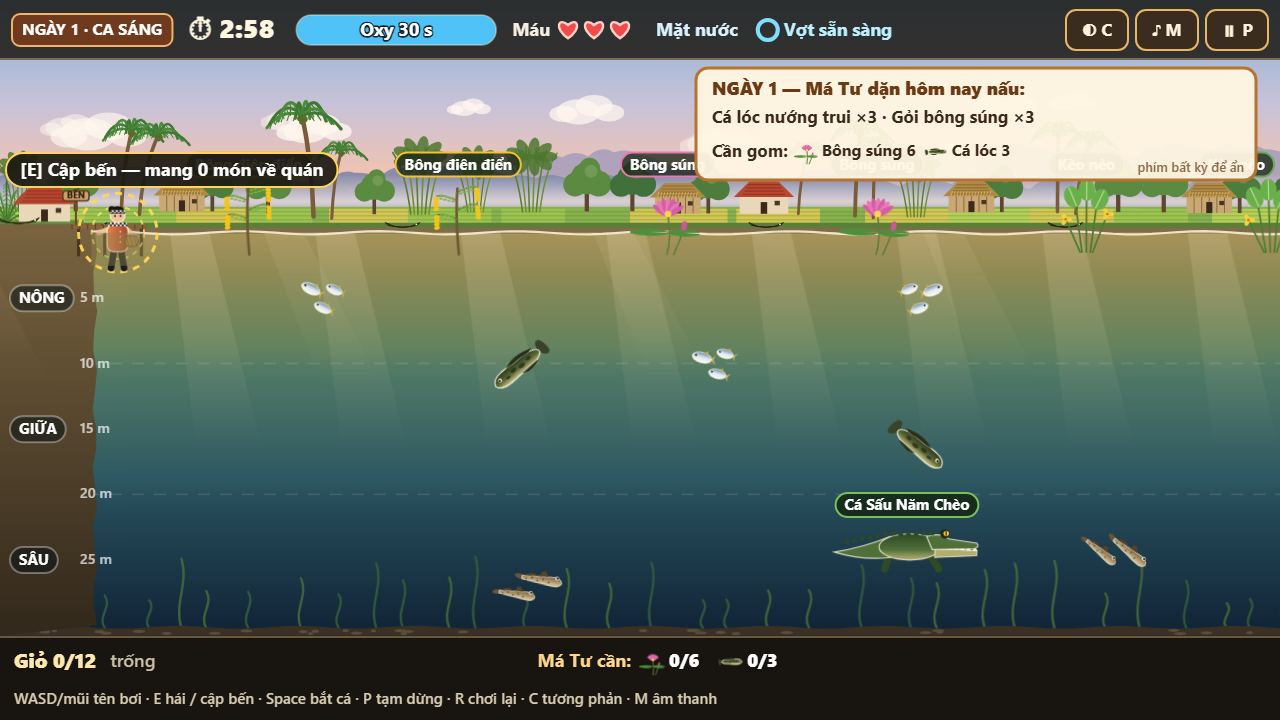 NGÀY 1 · CA SÁNG
2:58
Oxy 30 s
Máu
Mặt nước
Vợt sẵn sàng
C
M
P
NGÀY 1 — Má Tư dặn hôm nay nấu:
Cá lóc nướng trui ×3 · Gỏi bông súng ×3
Cần gom: Bông súng 6 Cá lóc 3
phím bất kỳ để ẩn
[E] Cập bến — mang 0 món về quán
Bông điên điển
Bông súng
Bông súng
Kèo nèo
BẾN
NÔNG 5 m
10 m
GIỮA 15 m
20 m
Cá Sấu Năm Chèo
SÂU 25 m
Giỏ 0/12 trống
Má Tư cần: 0/6 0/3
WASD/mũi tên bơi · E hái / cập bến · Space bắt cá · P tạm dừng · R chơi lại · C tương phản · M âm thanh